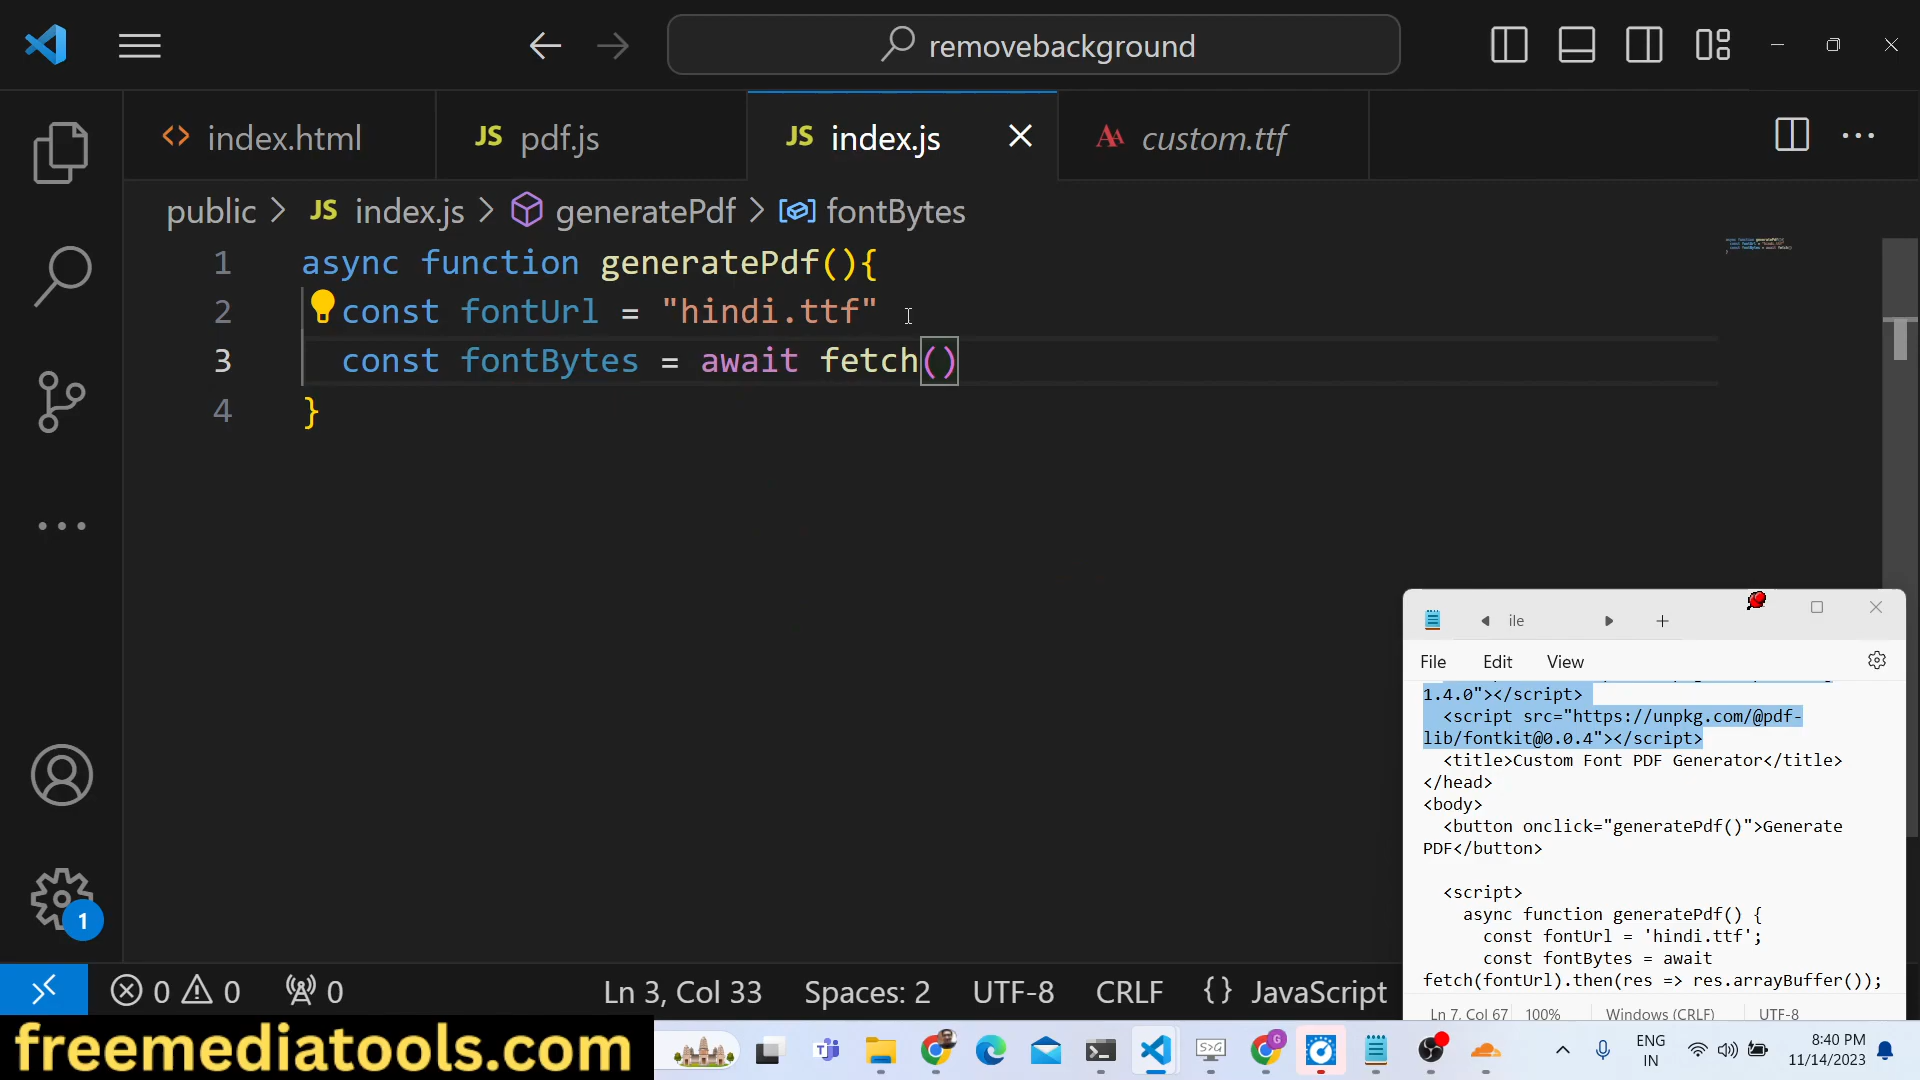 removebackground
index.html
JS pdf.js
JS index.js
custom.ttf
public > JS index.js > generatePdf > fontBytes
1 async function generatePdf(){
2 const fontUrl = "hindi.ttf"
3 const fontBytes = await fetch()
4 }
ile
File Edit View
1.4.0"></script>
<script src="https://unpkg.com/@pdf-
lib/fontkit@0.0.4"></script>
<title>Custom Font PDF Generator</title>
</head>
<body>
<button onclick="generatePdf()">Generate
PDF</button>
<script>
async function generatePdf() {
const fontUrl = 'hindi.ttf';
const fontBytes = await
fetch(fontUrl).then(res => res.arrayBuffer());
Ln 7, Col 67 100% Windows (CRLF) UTF-8
1
0 0 0 Ln 3, Col 33 Spaces: 2 UTF-8 CRLF {} JavaScript
freemediatools.com
ENG
IN
8:40 PM
11/14/2023